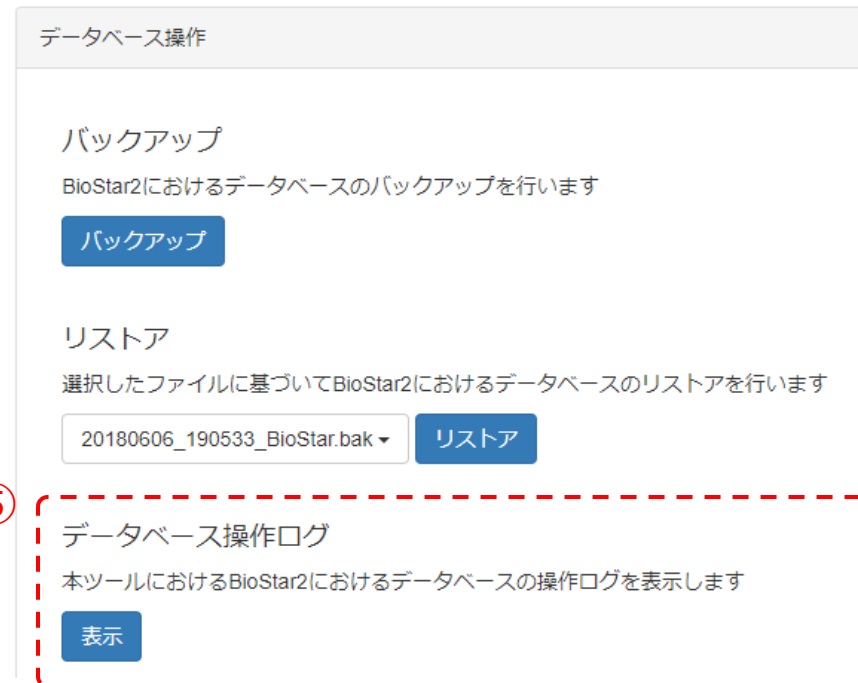 データベース操作
バックアップ
BioStar2におけるデータベースのバックアップを行います
バックアップ
リストア
選択したファイルに基づいてBioStar2におけるデータベースのリストアを行います
20180606_190533_BioStar.bak リストア
データベース操作ログ
本ツールにおけるBioStar2におけるデータベースの操作ログを表示します
表示